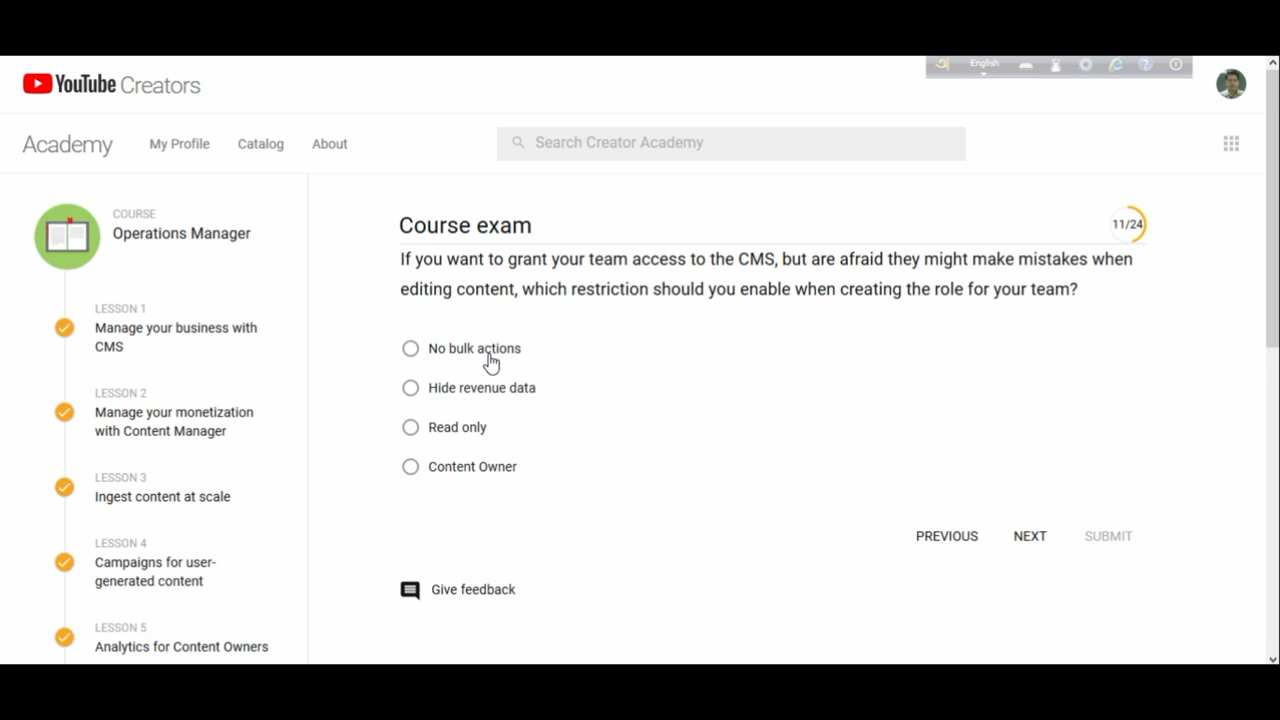 English
YouTube Creators
Academy My Profile Catalog About Search Creator Academy
COURSE
Operations Manager
LESSON 1
Manage your business with
CMS
LESSON 2
Manage your monetization
with Content Manager
LESSON 3
Ingest content at scale
LESSON 4
Campaigns for user-
generated content
LESSON 5
Analytics for Content Owners
Course exam
11/24
If you want to grant your team access to the CMS, but are afraid they might make mistakes when
editing content, which restriction should you enable when creating the role for your team?
No bulk actions
Hide revenue data
Read only
Content Owner
PREVIOUS NEXT SUBMIT
Give feedback